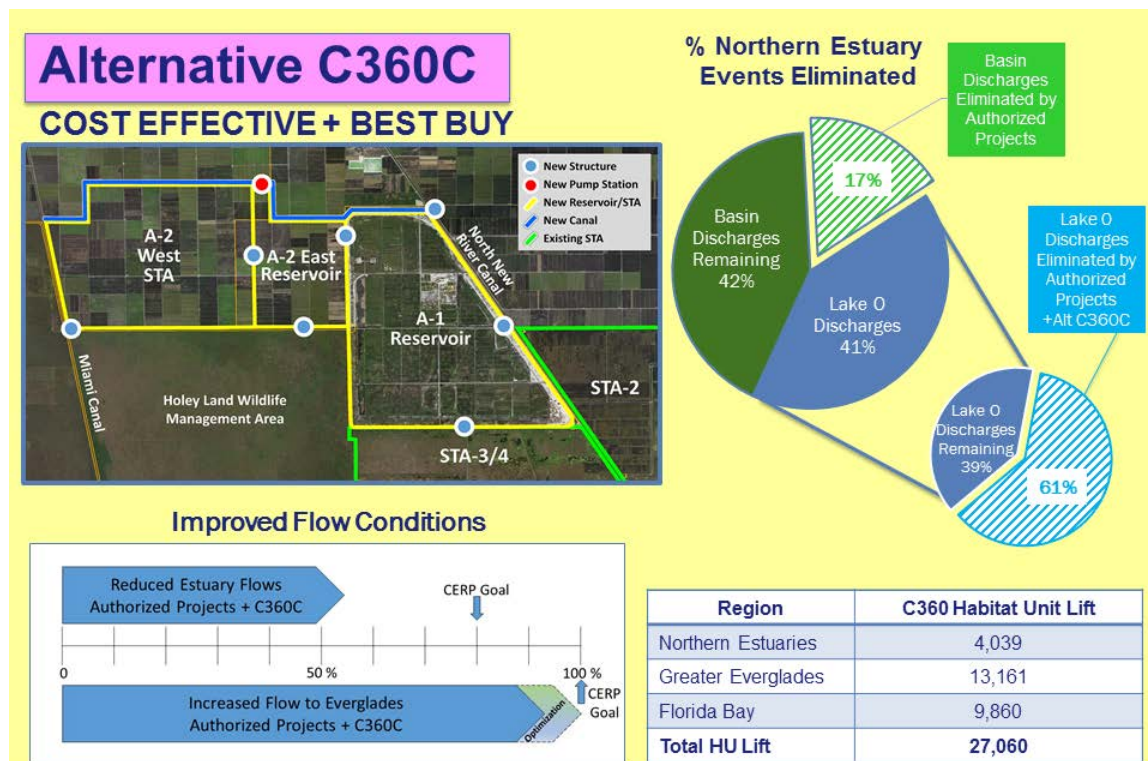 Alternative C360C
COST EFFECTIVE + BEST BUY
New Structure
New Pump Station
New Reservoir/STA
New Canal
Existing STA
A-2
West
STA
A-2 East
Reservoir
North New
River Canal
A-1
Reservoir
Miami Canal
Holey Land Wildlife
Management Area
STA-2
STA-3/4
% Northern Estuary
Events Eliminated
Basin
Discharges
Eliminated by
Authorized
Projects
17%
Basin
Discharges
Remaining
42%
Lake O
Discharges
41%
Lake O
Discharges
Eliminated by
Authorized
Projects
+Alt C360C
Lake O
Discharges
Remaining
39%
61%
Improved Flow Conditions
Reduced Estuary Flows
Authorized Projects + C360C
CERP Goal
0
50 %
100 %
Increased Flow to Everglades
Authorized Projects + C360C
Optimization
CERP
Goal
Region C360 Habitat Unit Lift
Northern Estuaries 4,039
Greater Everglades 13,161
Florida Bay 9,860
Total HU Lift 27,060